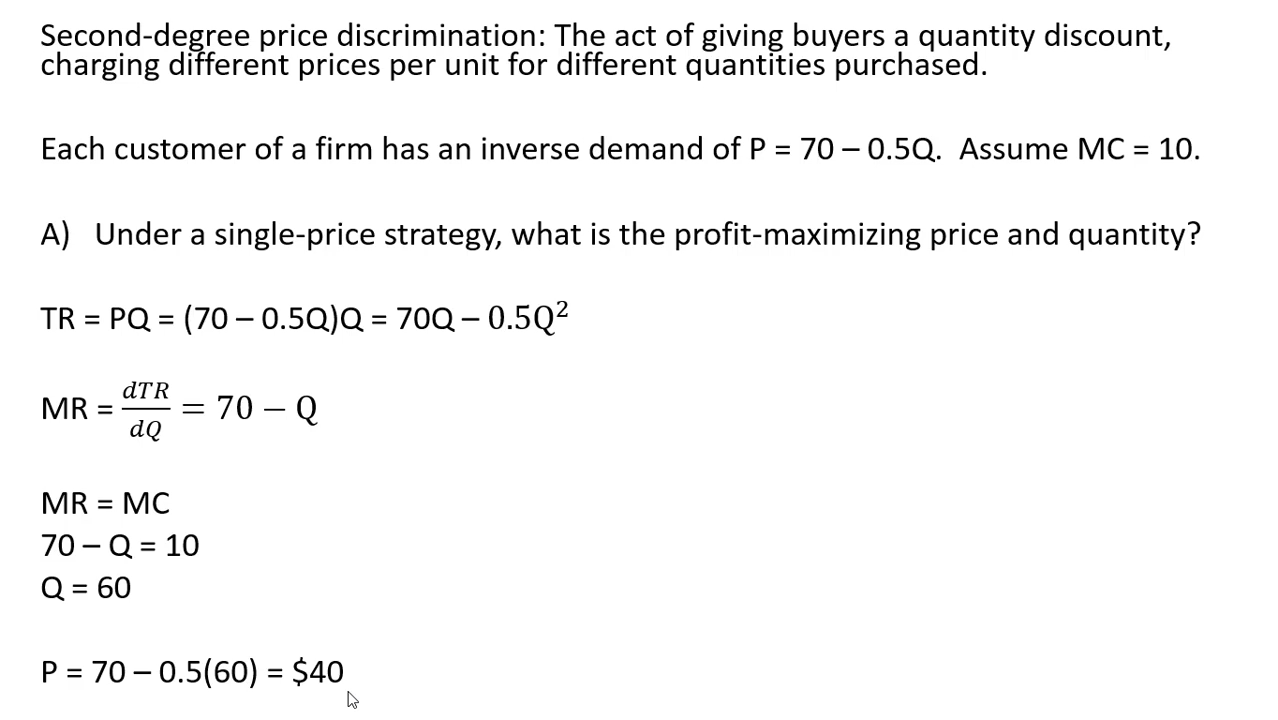 Second-degree price discrimination: The act of giving buyers a quantity discount,
charging different prices per unit for different quantities purchased.
Each customer of a firm has an inverse demand of P = 70 – 0.5Q.  Assume MC = 10.
A)   Under a single-price strategy, what is the profit-maximizing price and quantity?
TR = PQ = (70 – 0.5Q)Q = 70Q – 0.5Q²
MR = dTR/dQ = 70 − Q
MR = MC
70 – Q = 10
Q = 60
P = 70 – 0.5(60) = $40